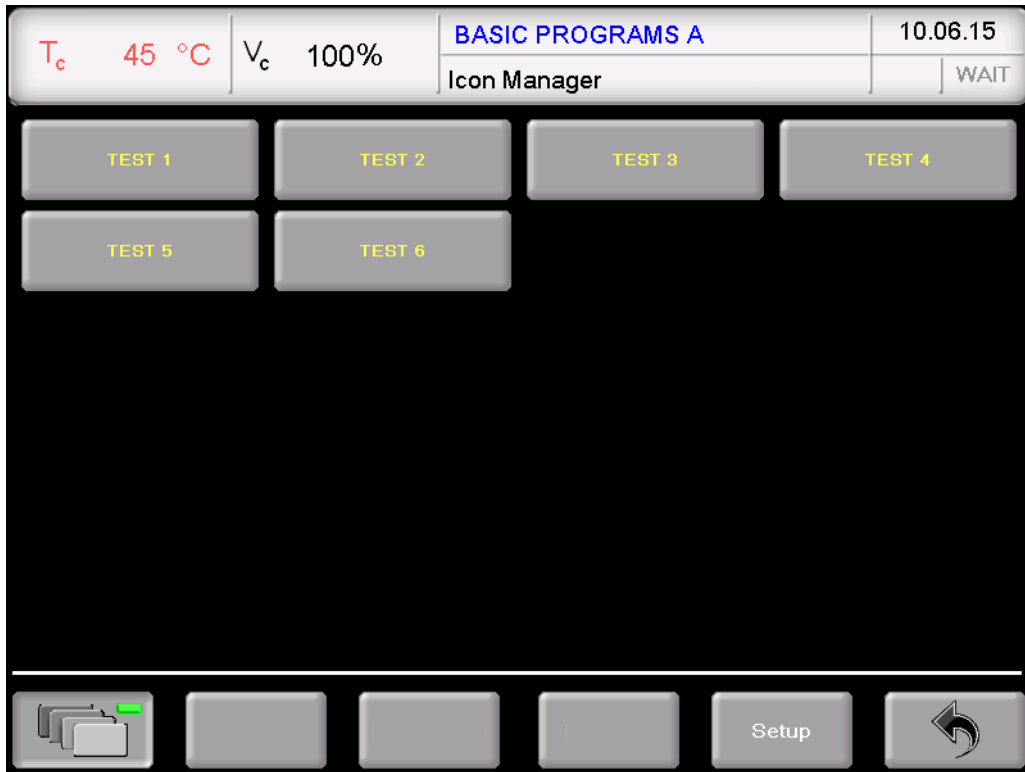 Tc 45 °C Vc 100%
BASIC PROGRAMS A
10.06.15
Icon Manager
WAIT
TEST 1 TEST 2 TEST 3 TEST 4
TEST 5 TEST 6
Setup